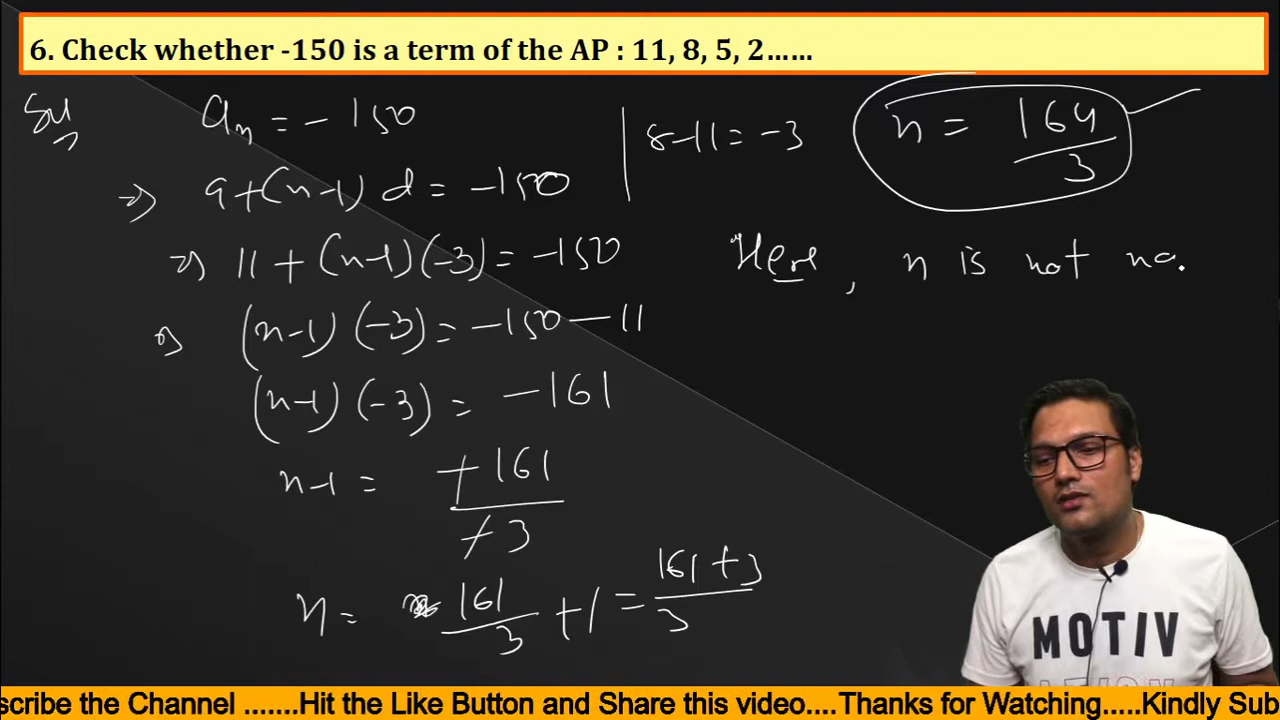 6. Check whether -150 is a term of the AP : 11, 8, 5, 2......
Sol
aₙ = -150
8-11 = -3
n = 164/3
=> a+(n-1) d = -150
=> 11 + (n-1)(-3) = -150
Here, n is not no.
=> (n-1) (-3) = -150 - 11
(n-1) (-3) = -161
n-1 = +161/+3
n = 161/3 + 1 = 161+3/3
MOTIV
scribe the Channel .......Hit the Like Button and Share this video....Thanks for Watching.....Kindly Sub